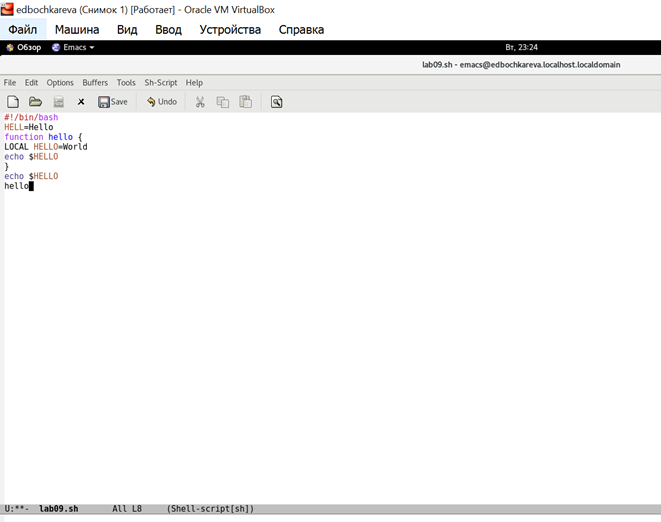 edbochkareva (Снимок 1) [Работает] - Oracle VM VirtualBox
Файл Машина Вид Ввод Устройства Справка
Обзор Emacs Вт, 23:24
lab09.sh - emacs@edbochkareva.localhost.localdomain
File Edit Options Buffers Tools Sh-Script Help
Save Undo
#!/bin/bash
HELL=Hello
function hello {
LOCAL HELLO=World
echo $HELLO
}
echo $HELLO
hello
U:**- lab09.sh All L8 (Shell-script[sh])